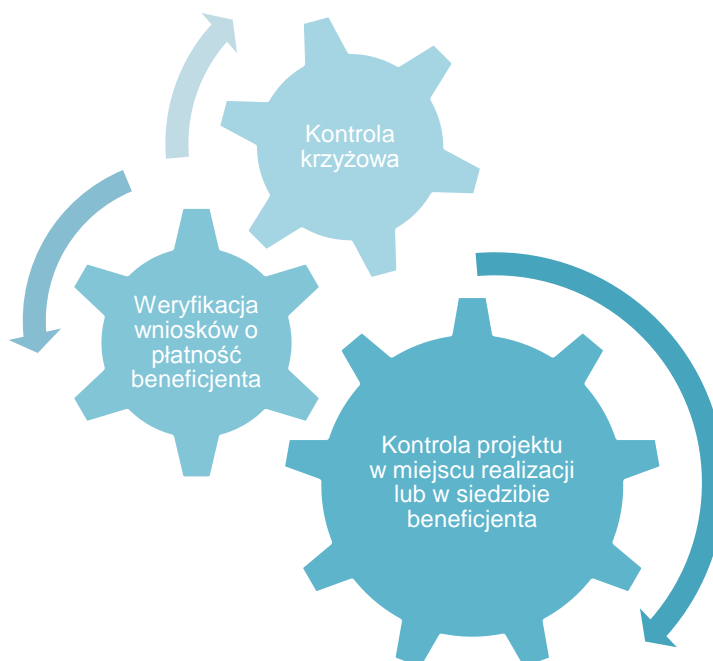 Kontrola
krzyżowa
Weryfikacja
wniosków o
płatność
beneficjenta
Kontrola projektu
w miejscu realizacji
lub w siedzibie
beneficjenta